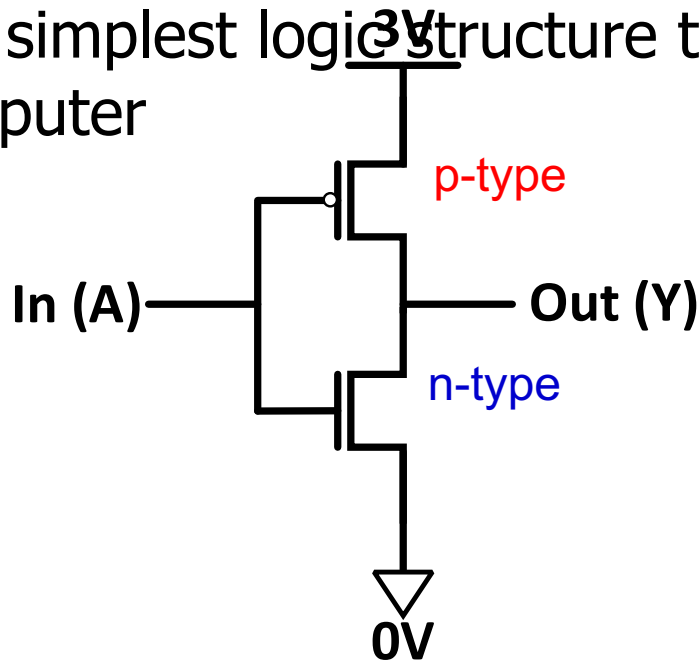 simplest logic structure t
puter
3V
p-type
In (A)
Out (Y)
n-type
0V